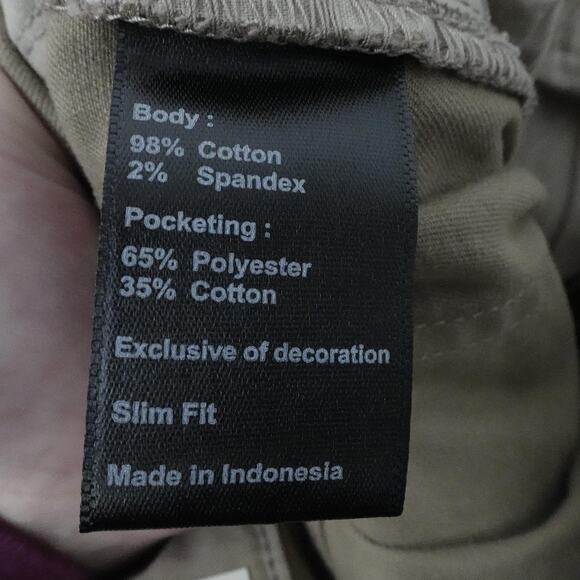 Body :
98% Cotton
2% Spandex
Pocketing :
65% Polyester
35% Cotton
Exclusive of decoration
Slim Fit
Made in Indonesia